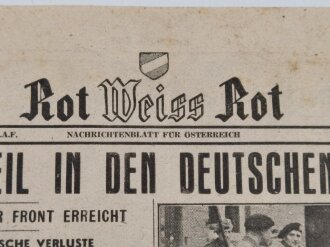 Rot Weiss Rot
.A.F. NACHRICHTENBLATT FÜR ÖSTERREICH
EIL IN DEN DEUTSCHEN
R FRONT ERREICHT
SCHE VERLUSTE